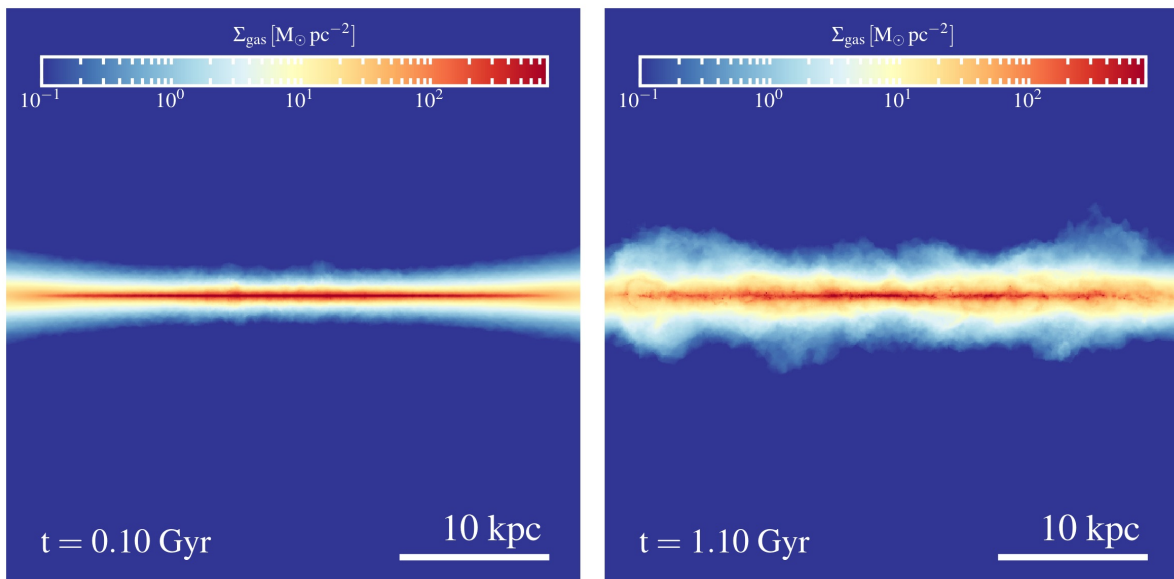 Σgas [M⊙ pc⁻²]
10⁻¹ 10⁰ 10¹ 10²
t = 0.10 Gyr
10 kpc
Σgas [M⊙ pc⁻²]
10⁻¹ 10⁰ 10¹ 10²
t = 1.10 Gyr
10 kpc